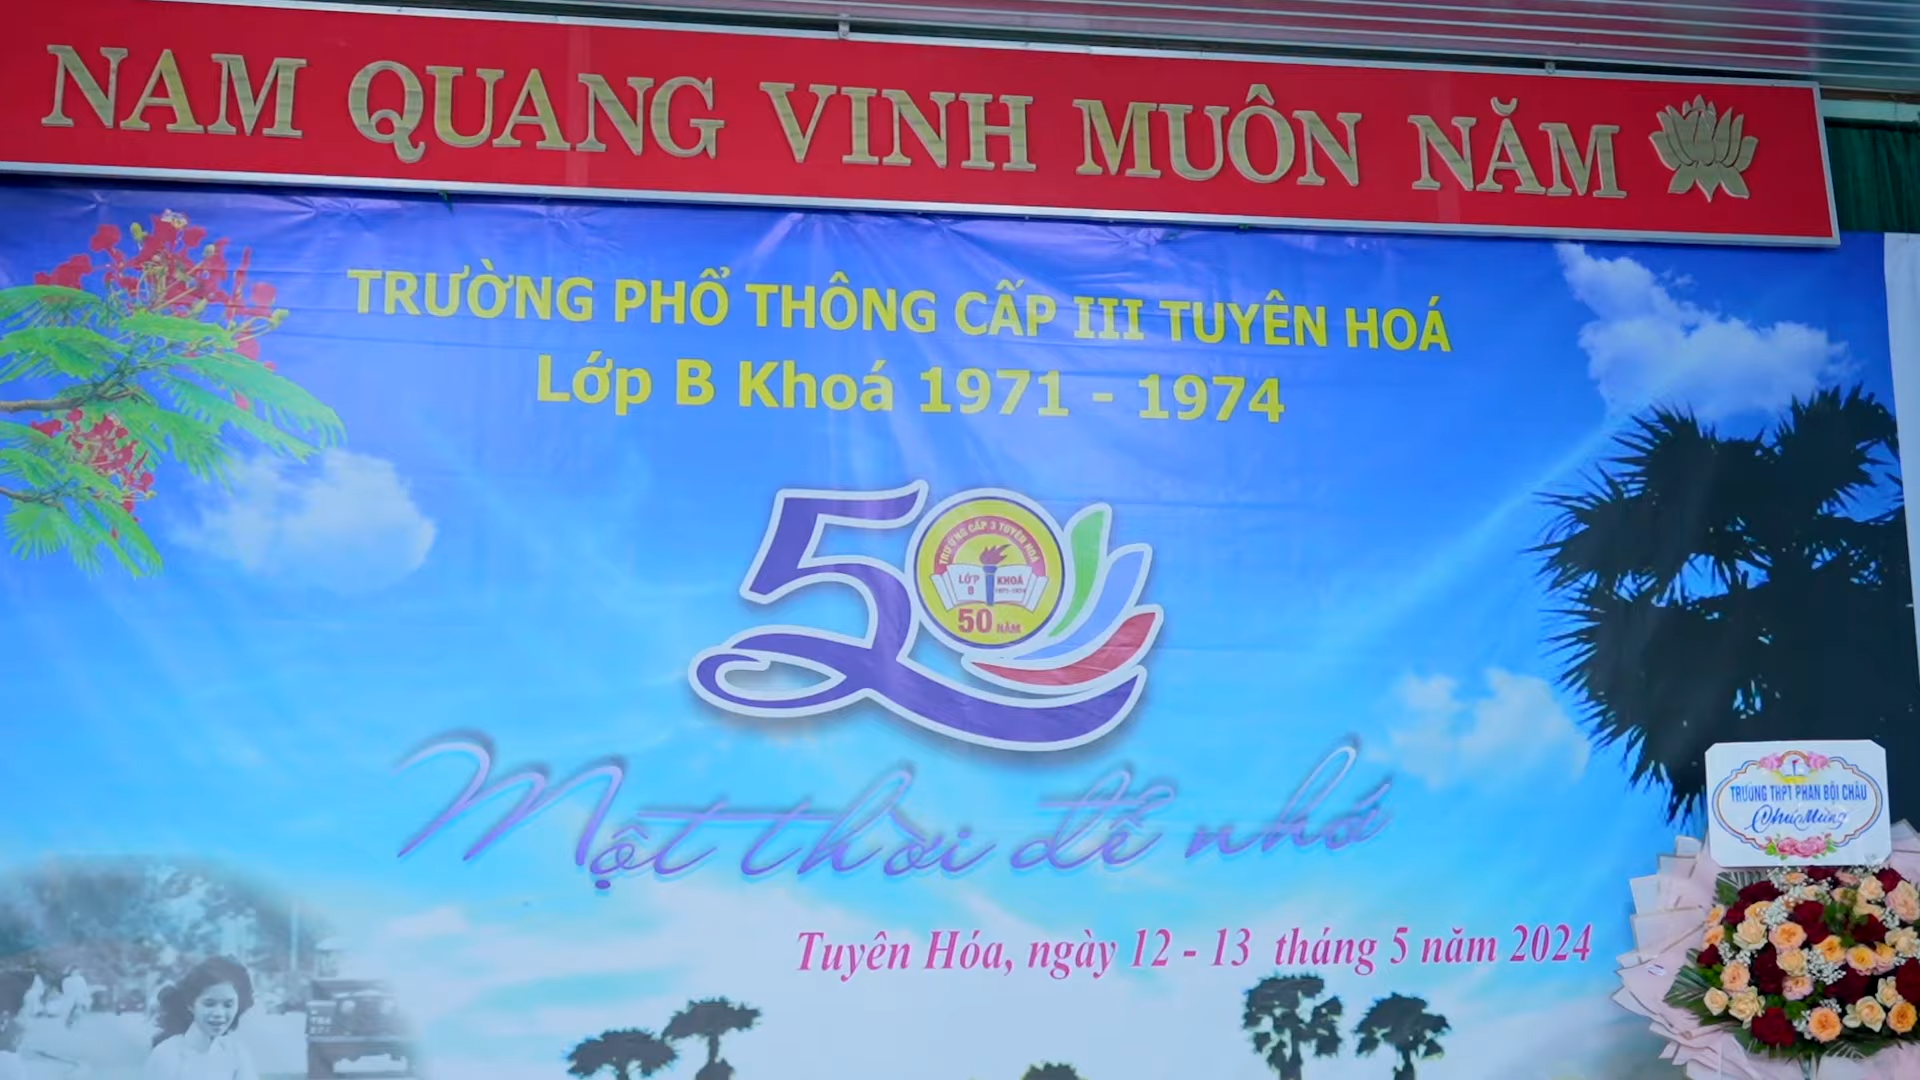 NAM QUANG VINH MUÔN NĂM
TRƯỜNG PHỔ THÔNG CẤP III TUYÊN HOÁ
Lớp B Khoá 1971 - 1974
50
TRƯỜNG CẤP 3 TUYÊN HOÁ
LỚP B
KHOÁ 1971-1974
50 NĂM
Một thời để nhớ
Tuyên Hóa, ngày 12 - 13 tháng 5 năm 2024
TRƯỜNG THPT PHAN BỘI CHÂU
Chúc Mừng